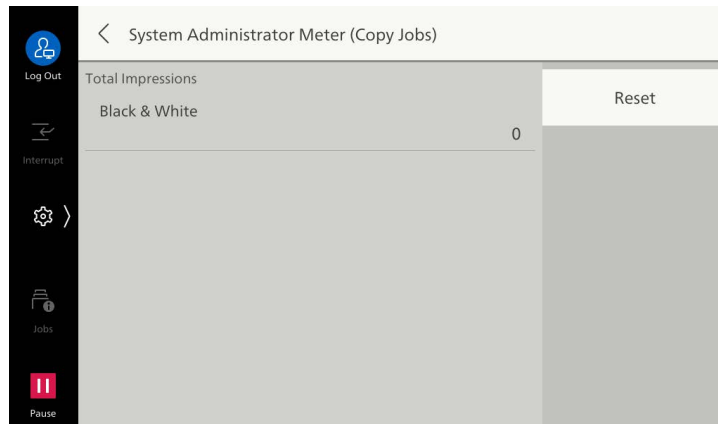 System Administrator Meter (Copy Jobs)
Log Out
Total Impressions
Reset
Black & White
0
Interrupt
Jobs
Pause